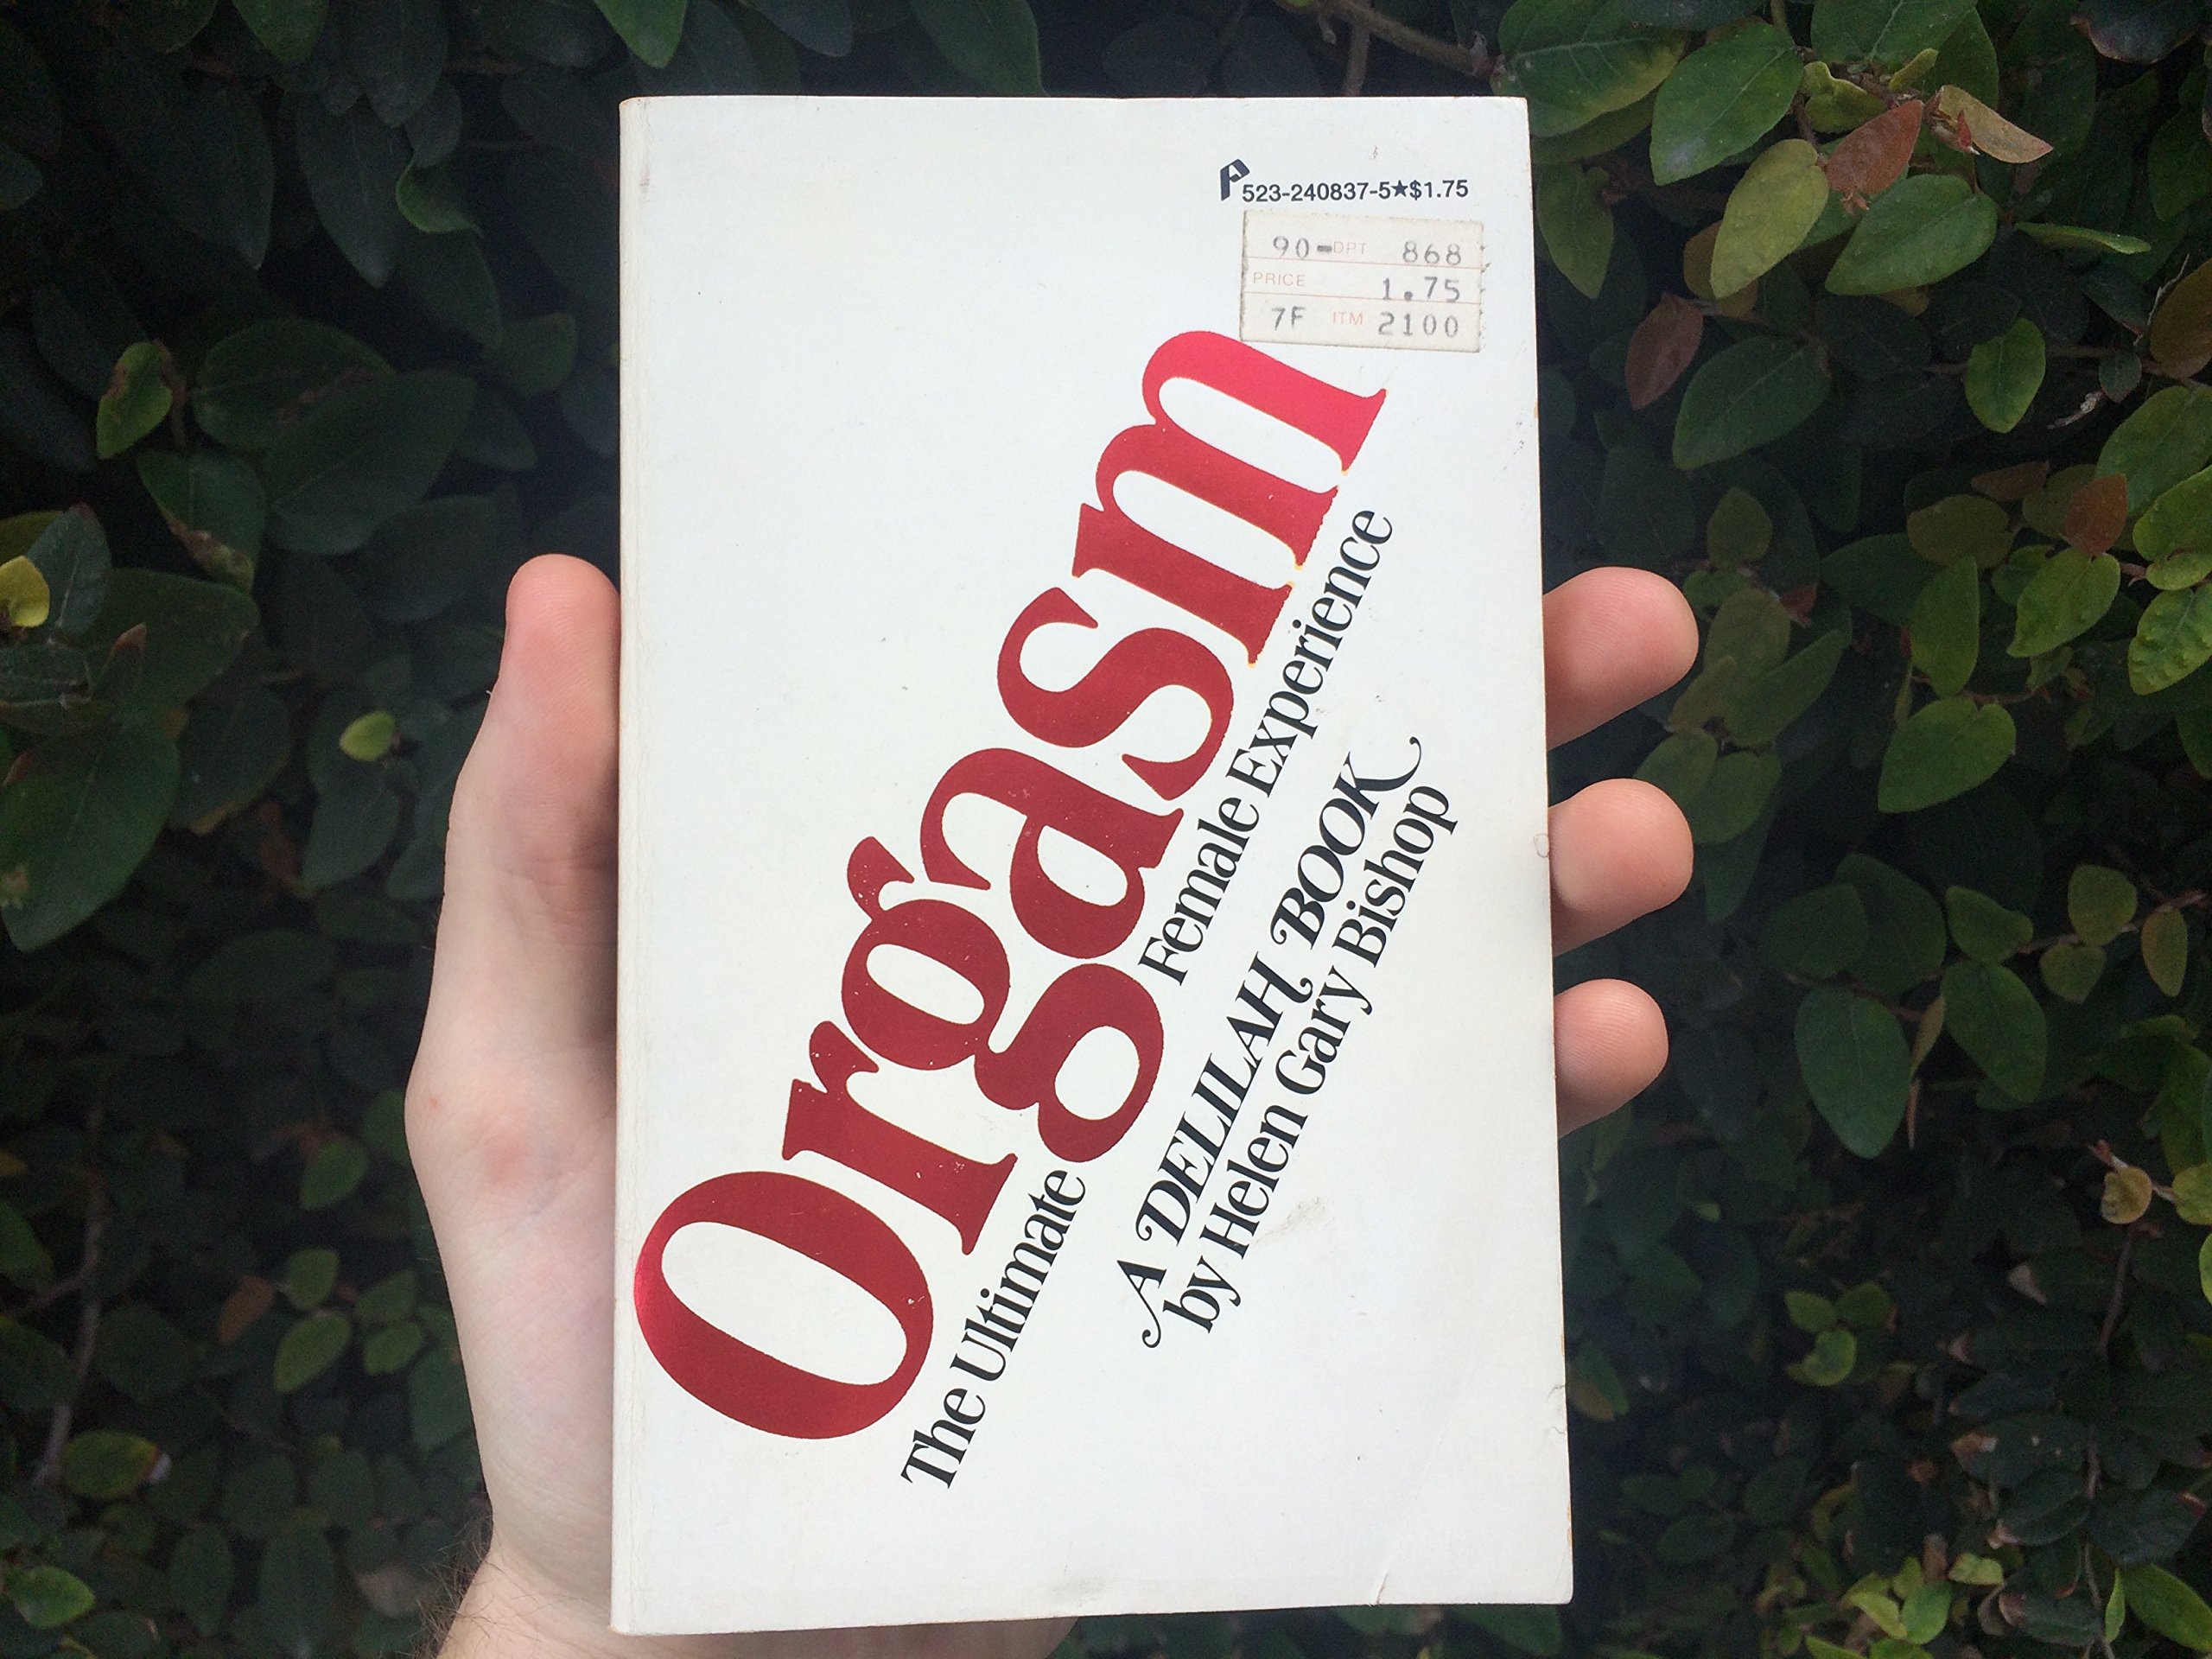 P 523-240837-5★$1.75
90-DPT 868
PRICE 1.75
7F ITM 2100
Orgasm
The Ultimate Female Experience
A DELILAH BOOK
by Helen Gary Bishop